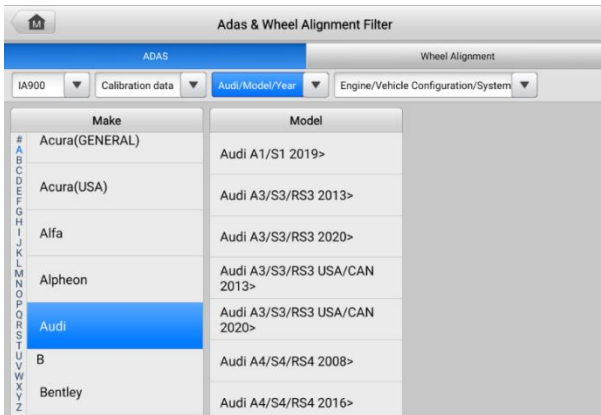 M
Adas & Wheel Alignment Filter
ADAS
Wheel Alignment
IA900
Calibration data
Audi/Model/Year
Engine/Vehicle Configuration/System
Make
Model
#
A
B
C
D
E
F
G
H
I
J
K
L
M
N
O
P
Q
R
S
T
U
V
W
X
Y
Z
Acura(GENERAL)
Acura(USA)
Alfa
Alpheon
Audi
B
Bentley
Audi A1/S1 2019>
Audi A3/S3/RS3 2013>
Audi A3/S3/RS3 2020>
Audi A3/S3/RS3 USA/CAN
2013>
Audi A3/S3/RS3 USA/CAN
2020>
Audi A4/S4/RS4 2008>
Audi A4/S4/RS4 2016>